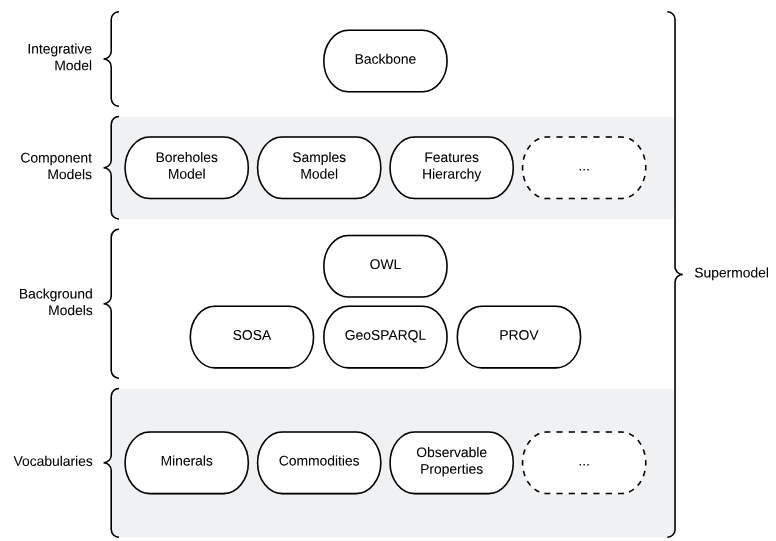 Integrative
Model
Backbone
Component
Models
Boreholes
Model
Samples
Model
Features
Hierarchy
...
Background
Models
OWL
SOSA
GeoSPARQL
PROV
Supermodel
Vocabularies
Minerals
Commodities
Observable
Properties
...